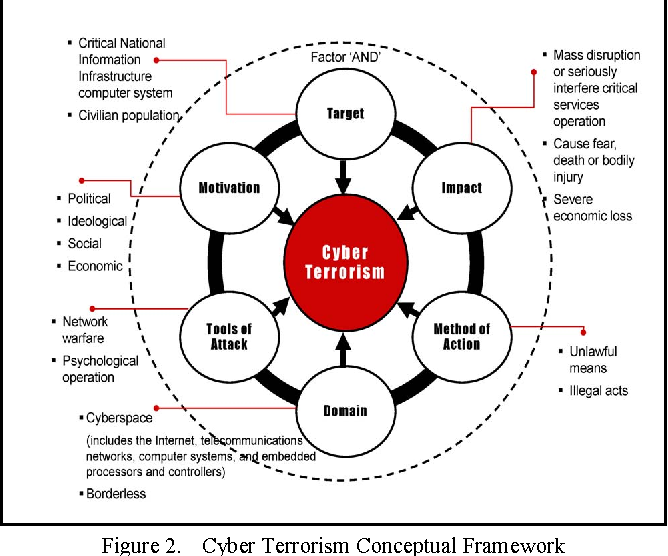 Factor ‘AND’
▪ Critical National
Information
Infrastructure
computer system
▪ Civilian population
Target
▪ Mass disruption
or seriously
interfere critical
services
operation
▪ Cause fear,
death or bodily
injury
▪ Severe
economic loss
Motivation
Impact
▪ Political
▪ Ideological
▪ Social
▪ Economic
Cyber
Terrorism
▪ Network
warfare
▪ Psychological
operation
Tools of
Attack
Method of
Action
▪ Unlawful
means
▪ Illegal acts
Domain
▪ Cyberspace
(includes the Internet, telecommunications
networks, computer systems, and embedded
processors and controllers)
▪ Borderless
Figure 2. Cyber Terrorism Conceptual Framework